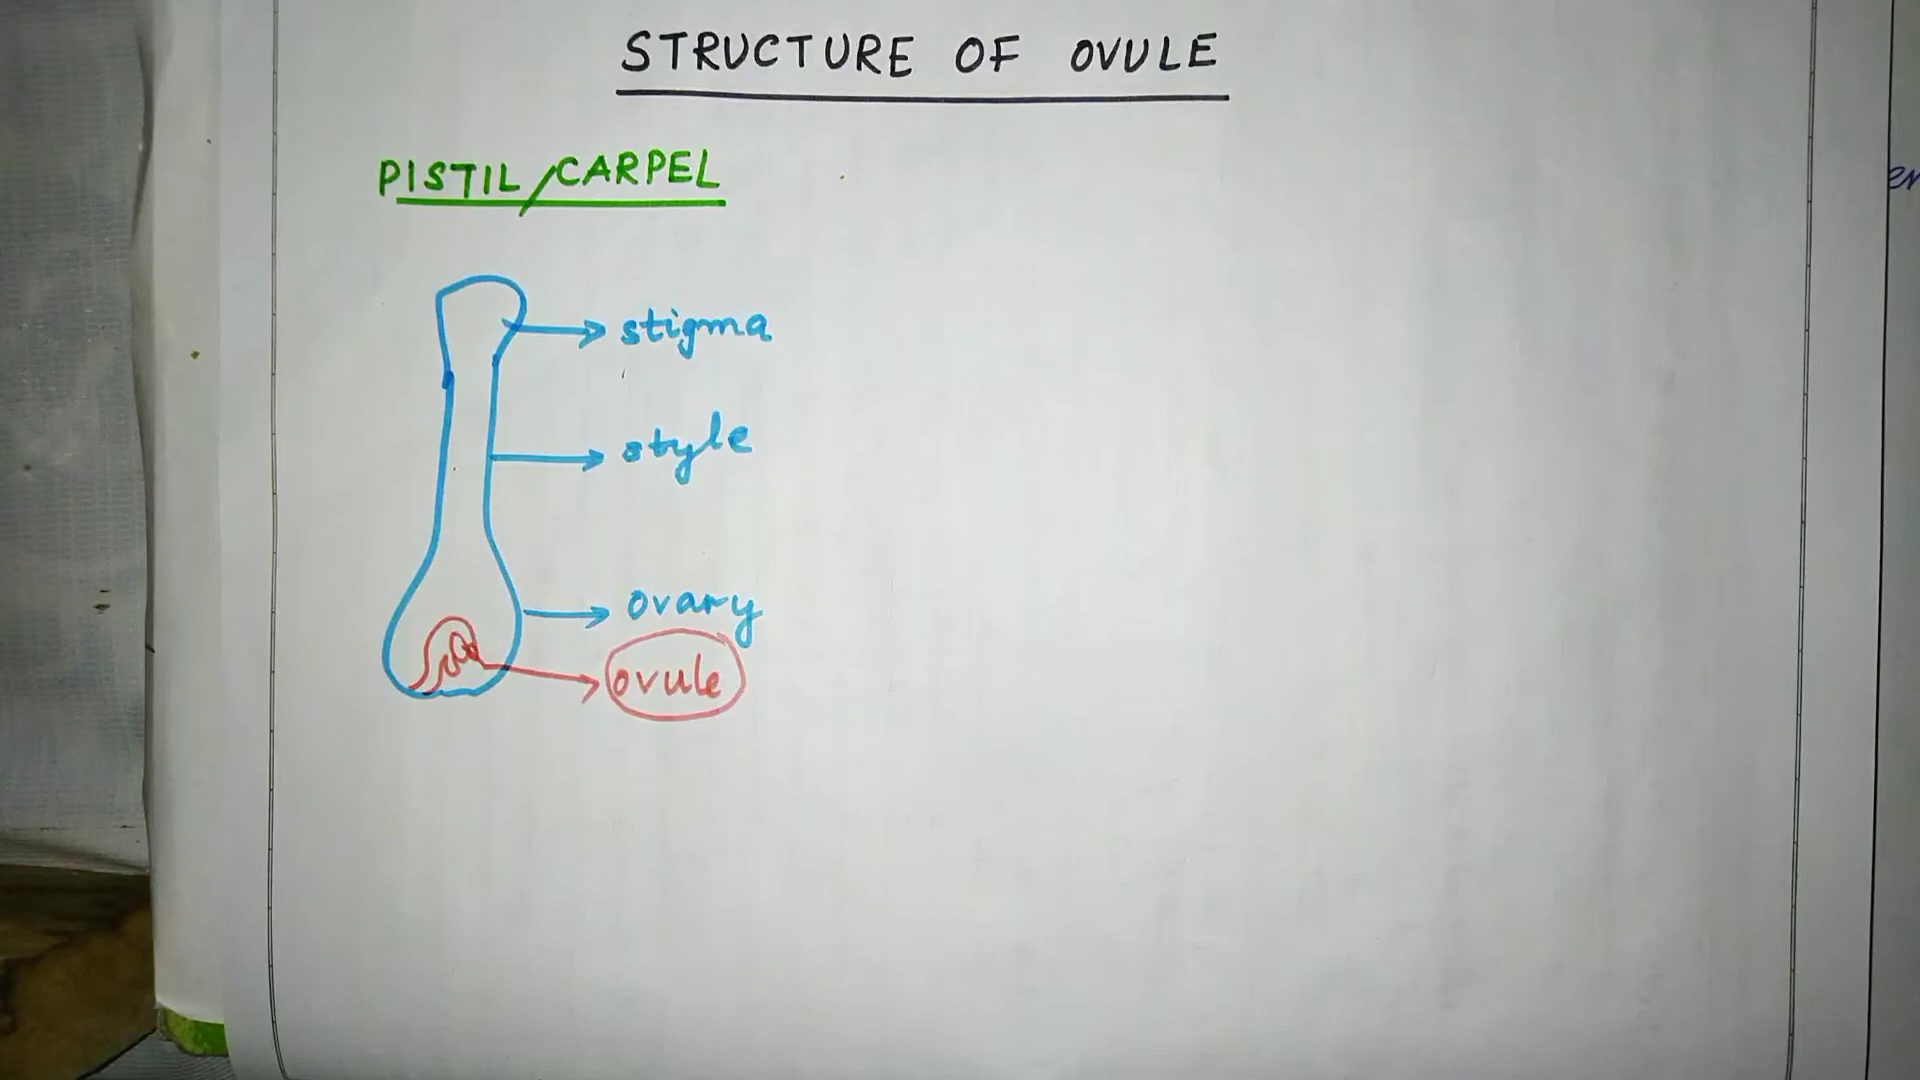 STRUCTURE OF OVULE
PISTIL/CARPEL
stigma
style
ovary
ovule